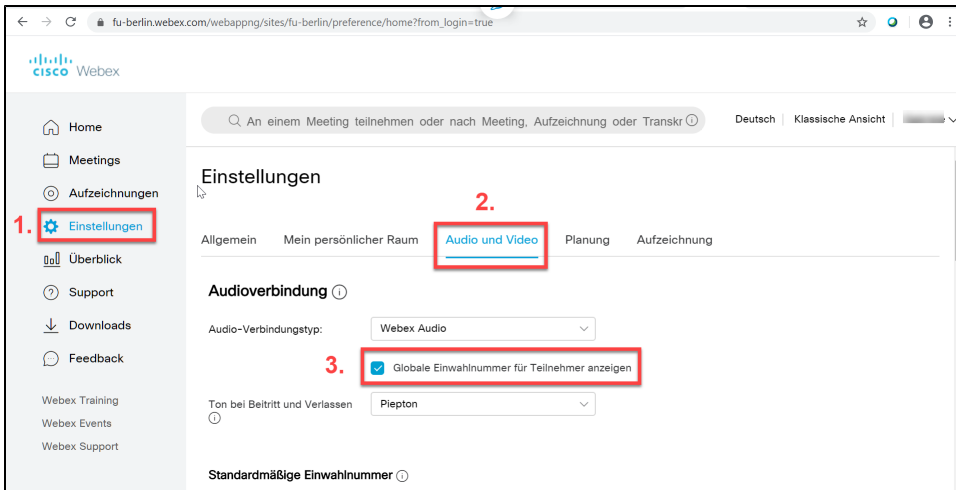 fu-berlin.webex.com/webappng/sites/fu-berlin/preference/home?from_login=true
CISCO Webex
An einem Meeting teilnehmen oder nach Meeting, Aufzeichnung oder Transkr
Deutsch
Klassische Ansicht
Home
Meetings
Aufzeichnungen
1. Einstellungen
Überblick
Support
Downloads
Feedback
Webex Training
Webex Events
Webex Support
Einstellungen
2.
Allgemein Mein persönlicher Raum Audio und Video Planung Aufzeichnung
Audioverbindung
Audio-Verbindungstyp: Webex Audio
3. Globale Einwahlnummer für Teilnehmer anzeigen
Ton bei Beitritt und Verlassen Piepton
Standardmäßige Einwahlnummer